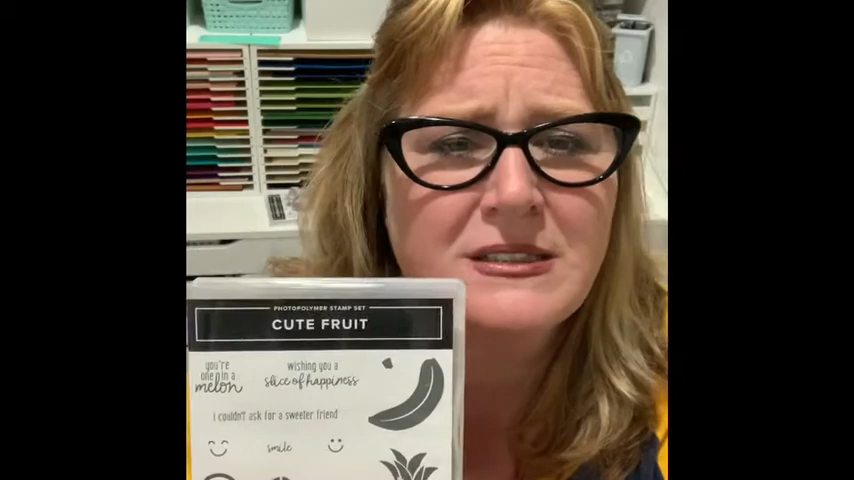 PHOTOPOLYMER STAMP SET
CUTE FRUIT
you're
one in a
melon
wishing you a
slice of happiness
i couldn't ask for a sweeter friend
smile